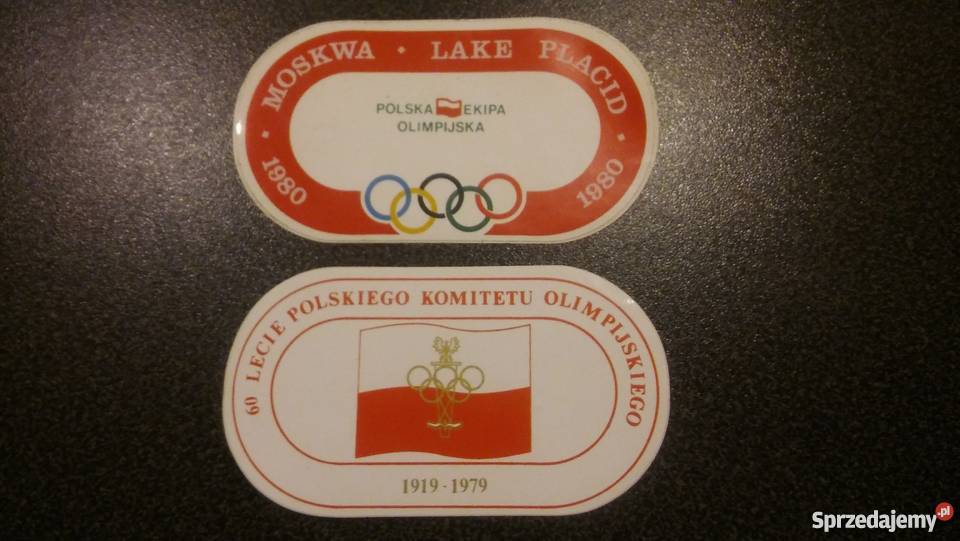 MOSKWA • LAKE PLACID
• 1980
1980 •
POLSKA EKIPA
OLIMPIJSKA
60 LECIE POLSKIEGO KOMITETU OLIMPIJSKIEGO
1919 - 1979
Sprzedajemy.pl